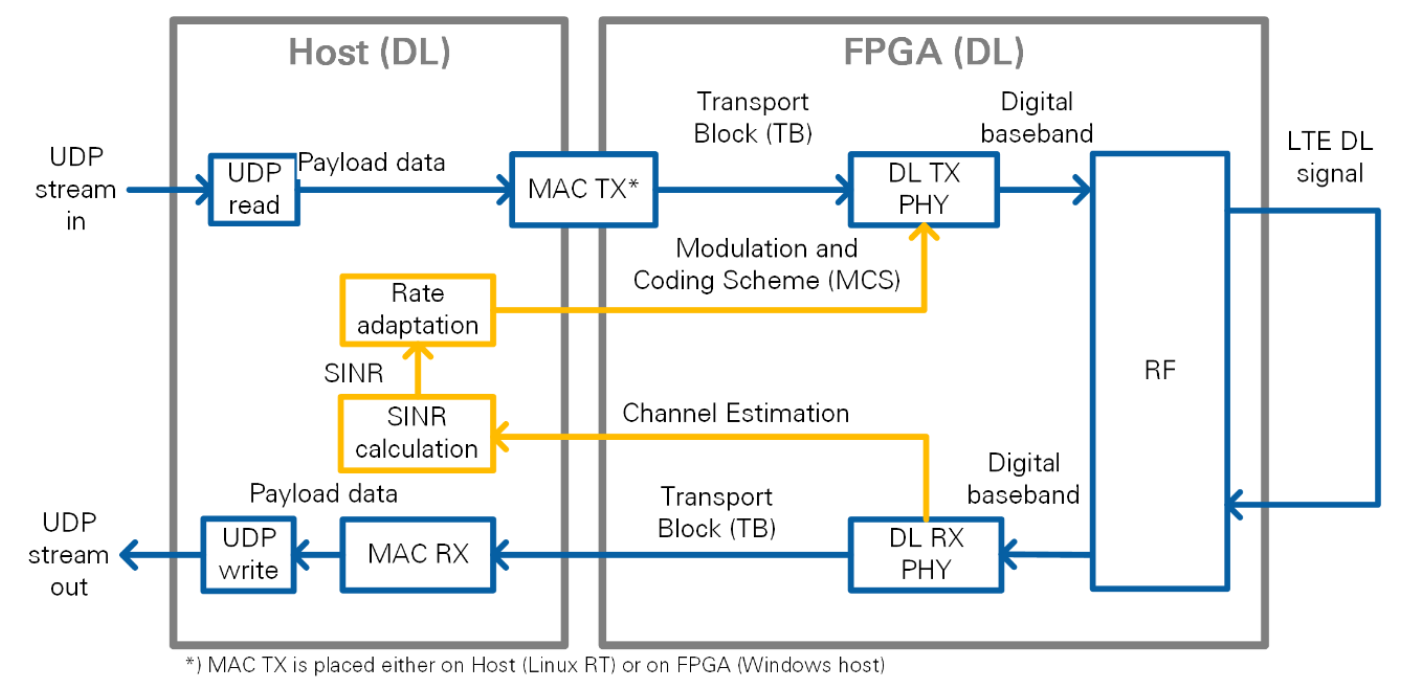 Host (DL)
FPGA (DL)
UDP
stream
in
UDP
read
Payload data
MAC TX*
Transport
Block (TB)
DL TX
PHY
Digital
baseband
LTE DL
signal
Modulation and
Coding Scheme (MCS)
Rate
adaptation
SINR
SINR
calculation
Channel Estimation
RF
Digital
baseband
Payload data
Transport
Block (TB)
UDP
stream
out
UDP
write
MAC RX
DL RX
PHY
*) MAC TX is placed either on Host (Linux RT) or on FPGA (Windows host)